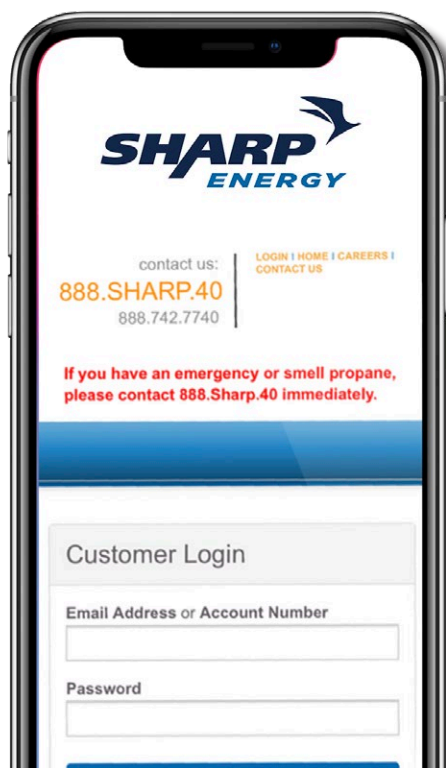 SHARP
ENERGY
contact us:
888.SHARP.40
888.742.7740
LOGIN I HOME I CAREERS I
CONTACT US
If you have an emergency or smell propane,
please contact 888.Sharp.40 immediately.
Customer Login
Email Address or Account Number
Password